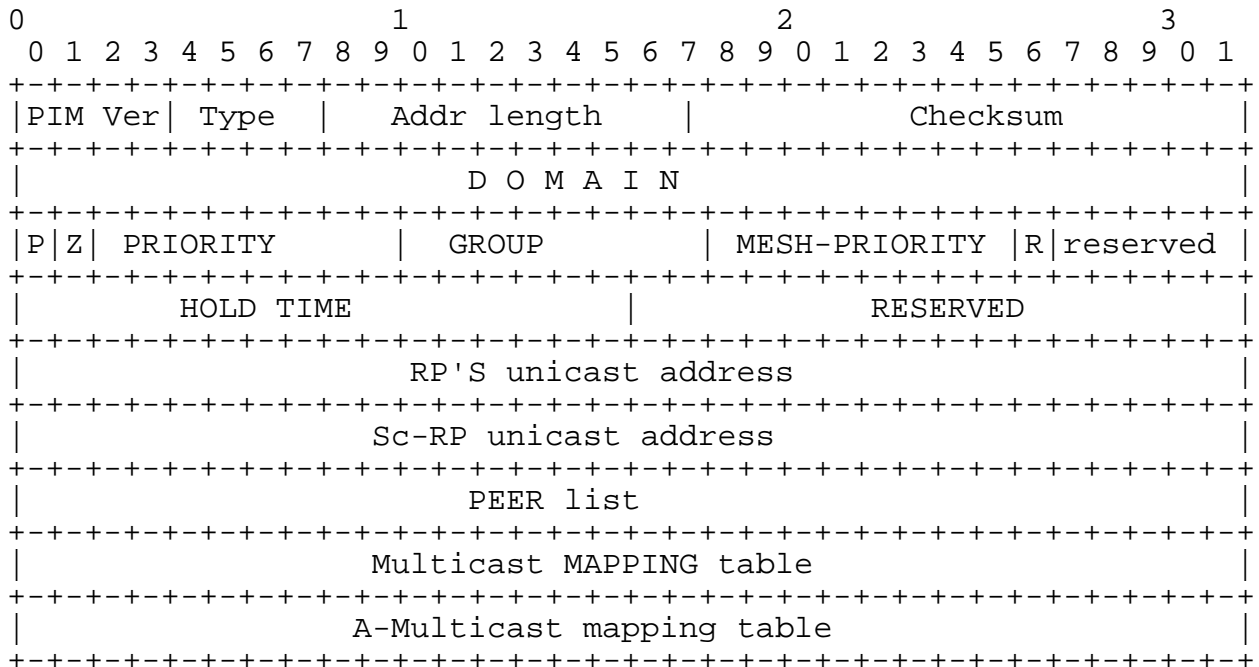 0                   1                   2                   3
 0 1 2 3 4 5 6 7 8 9 0 1 2 3 4 5 6 7 8 9 0 1 2 3 4 5 6 7 8 9 0 1
+-+-+-+-+-+-+-+-+-+-+-+-+-+-+-+-+-+-+-+-+-+-+-+-+-+-+-+-+-+-+-+-+
|PIM Ver| Type  |   Addr length    |           Checksum         |
+-+-+-+-+-+-+-+-+-+-+-+-+-+-+-+-+-+-+-+-+-+-+-+-+-+-+-+-+-+-+-+-+
|                       D O M A I N                             |
+-+-+-+-+-+-+-+-+-+-+-+-+-+-+-+-+-+-+-+-+-+-+-+-+-+-+-+-+-+-+-+-+
|P|Z| PRIORITY      |  GROUP        | MESH-PRIORITY |R|reserved |
+-+-+-+-+-+-+-+-+-+-+-+-+-+-+-+-+-+-+-+-+-+-+-+-+-+-+-+-+-+-+-+-+
|        HOLD TIME              |            RESERVED           |
+-+-+-+-+-+-+-+-+-+-+-+-+-+-+-+-+-+-+-+-+-+-+-+-+-+-+-+-+-+-+-+-+
|                    RP'S unicast address                       |
+-+-+-+-+-+-+-+-+-+-+-+-+-+-+-+-+-+-+-+-+-+-+-+-+-+-+-+-+-+-+-+-+
|                  Sc-RP unicast address                        |
+-+-+-+-+-+-+-+-+-+-+-+-+-+-+-+-+-+-+-+-+-+-+-+-+-+-+-+-+-+-+-+-+
|                       PEER list                               |
+-+-+-+-+-+-+-+-+-+-+-+-+-+-+-+-+-+-+-+-+-+-+-+-+-+-+-+-+-+-+-+-+
|                  Multicast MAPPING table                      |
+-+-+-+-+-+-+-+-+-+-+-+-+-+-+-+-+-+-+-+-+-+-+-+-+-+-+-+-+-+-+-+-+
|                 A-Multicast mapping table                     |
+-+-+-+-+-+-+-+-+-+-+-+-+-+-+-+-+-+-+-+-+-+-+-+-+-+-+-+-+-+-+-+-+